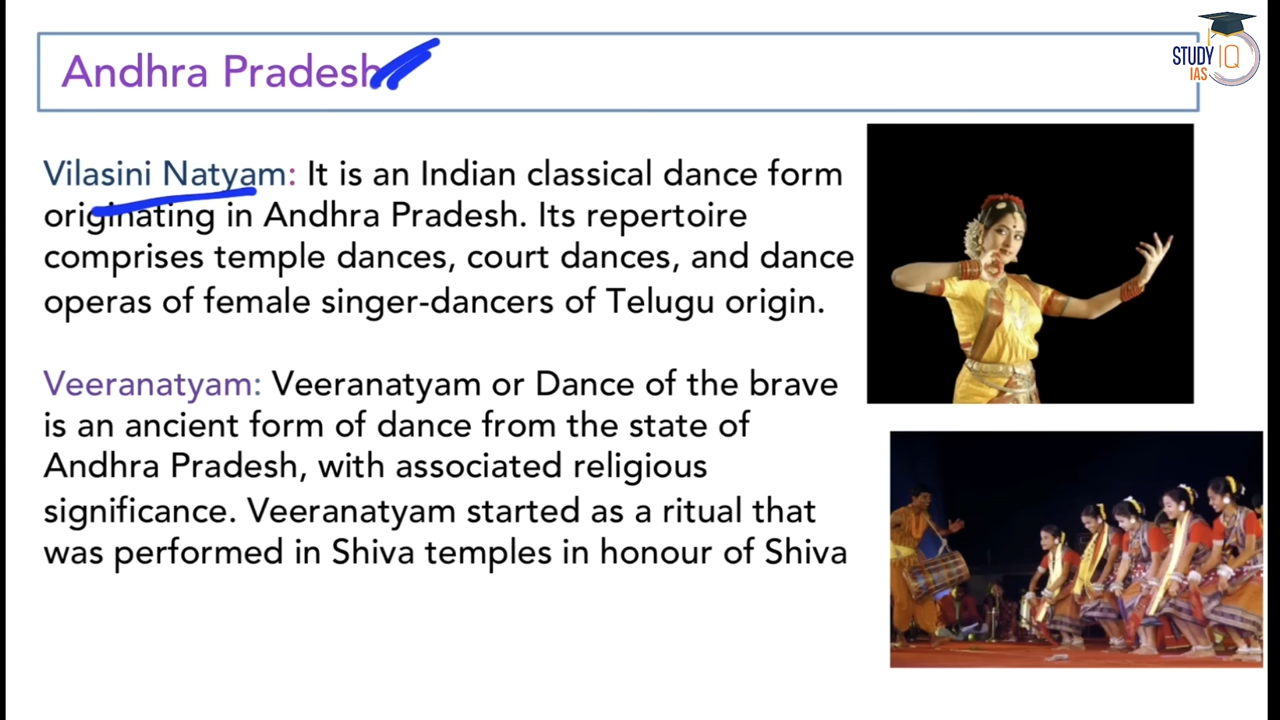 Andhra Pradesh
STUDY IQ
IAS
Vilasini Natyam: It is an Indian classical dance form
originating in Andhra Pradesh. Its repertoire
comprises temple dances, court dances, and dance
operas of female singer-dancers of Telugu origin.
Veeranatyam: Veeranatyam or Dance of the brave
is an ancient form of dance from the state of
Andhra Pradesh, with associated religious
significance. Veeranatyam started as a ritual that
was performed in Shiva temples in honour of Shiva